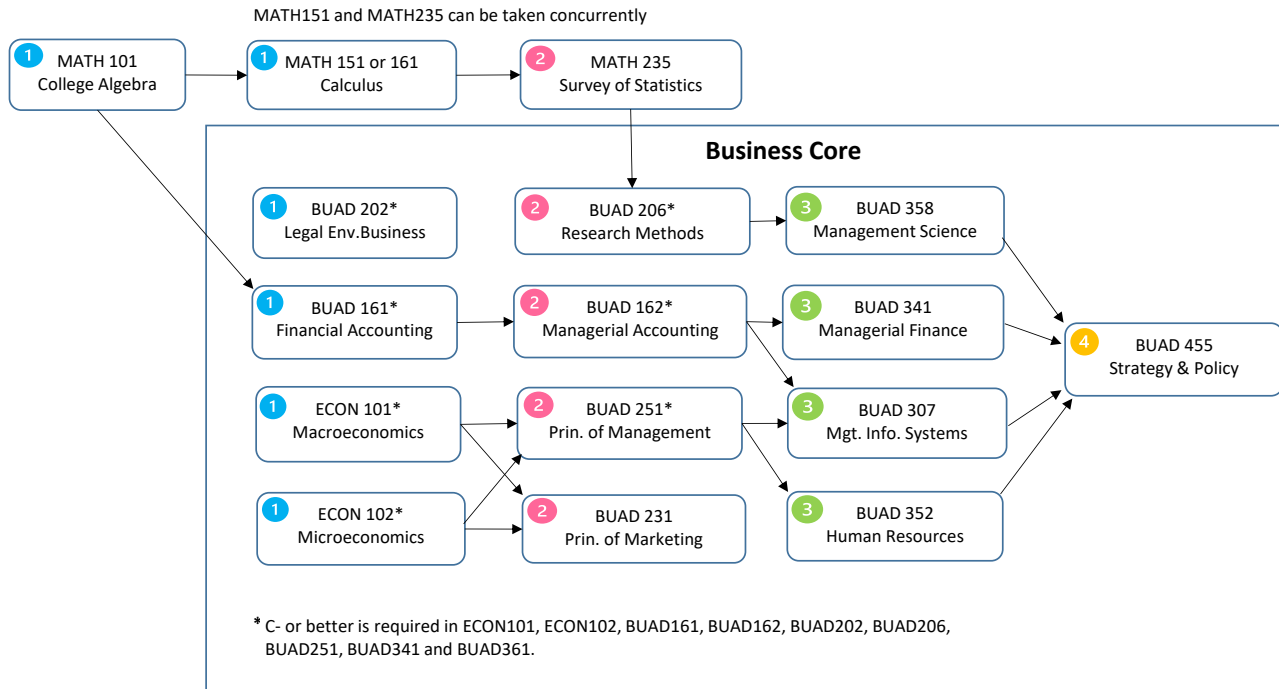 MATH151 and MATH235 can be taken concurrently
1
MATH 101
College Algebra
1
MATH 151 or 161
Calculus
2
MATH 235
Survey of Statistics
Business Core
1
BUAD 202*
Legal Env.Business
2
BUAD 206*
Research Methods
3
BUAD 358
Management Science
1
BUAD 161*
Financial Accounting
2
BUAD 162*
Managerial Accounting
3
BUAD 341
Managerial Finance
4
BUAD 455
Strategy & Policy
1
ECON 101*
Macroeconomics
2
BUAD 251*
Prin. of Management
3
BUAD 307
Mgt. Info. Systems
1
ECON 102*
Microeconomics
2
BUAD 231
Prin. of Marketing
3
BUAD 352
Human Resources
* C- or better is required in ECON101, ECON102, BUAD161, BUAD162, BUAD202, BUAD206,
BUAD251, BUAD341 and BUAD361.